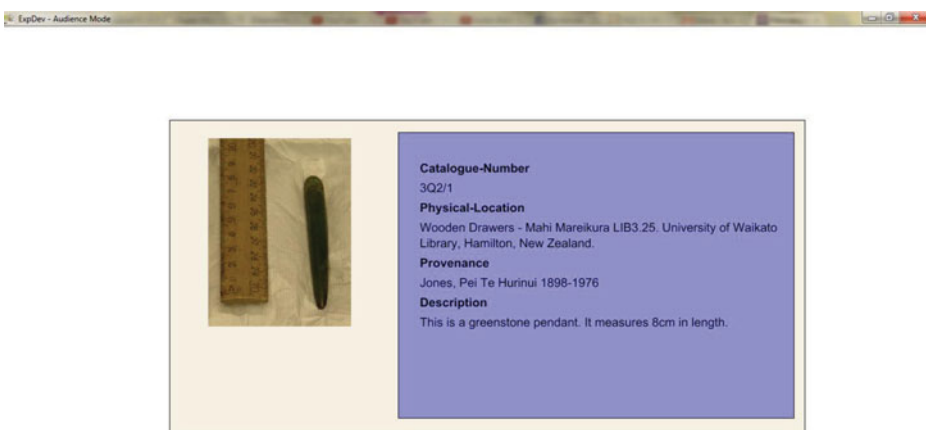 ExpDev - Audience Mode
Catalogue-Number
3Q2/1
Physical-Location
Wooden Drawers - Mahi Mareikura LIB3.25. University of Waikato
Library, Hamilton, New Zealand.
Provenance
Jones, Pei Te Hurinui 1898-1976
Description
This is a greenstone pendant. It measures 8cm in length.